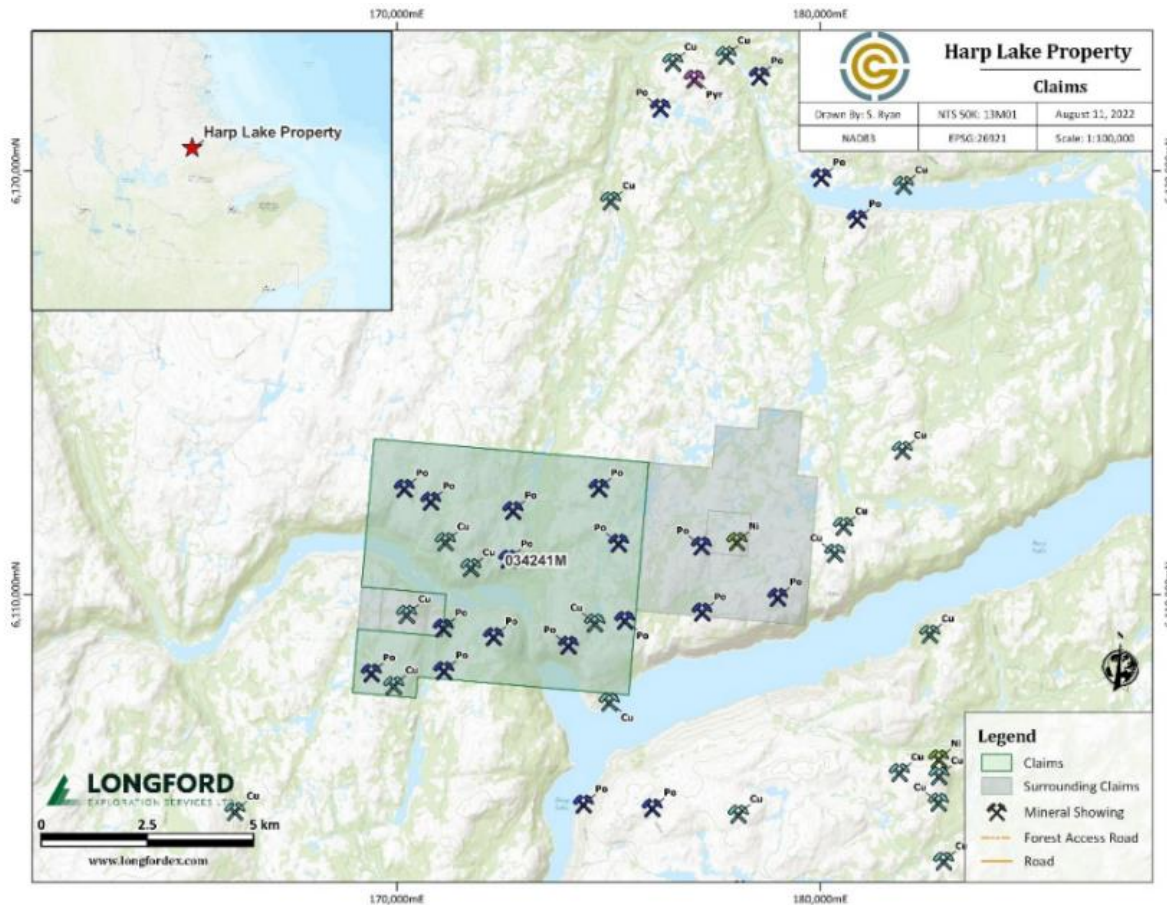 170,000mE
180,000mE
Harp Lake Property
Claims
Drawn By: S. Ryan
NTS 50K: 13M01
August 11, 2022
NAD83
EPSG:26921
Scale: 1:100,000
Harp Lake Property
Cu
Cu
Po
Pyr
Po
6,120,000mN
Po
Cu
Cu
Po
Cu
Po
Po
Po
Po
Cu
Cu
Cu
Po
Cu
Po
034241M
Po
Ni
Po
6,110,000mN
Cu
Po
Po
Cu
Po
Po
Po
Cu
Po
Cu
Po
Cu
Legend
Claims
Surrounding Claims
Mineral Showing
Forest Access Road
Road
Ni
Cu
Cu
Cu
Cu
Po
Po
Cu
Cu
LONGFORD
EXPLORATION SERVICES LTD
0
2.5
5 km
www.longfordex.com
170,000mE
180,000mE